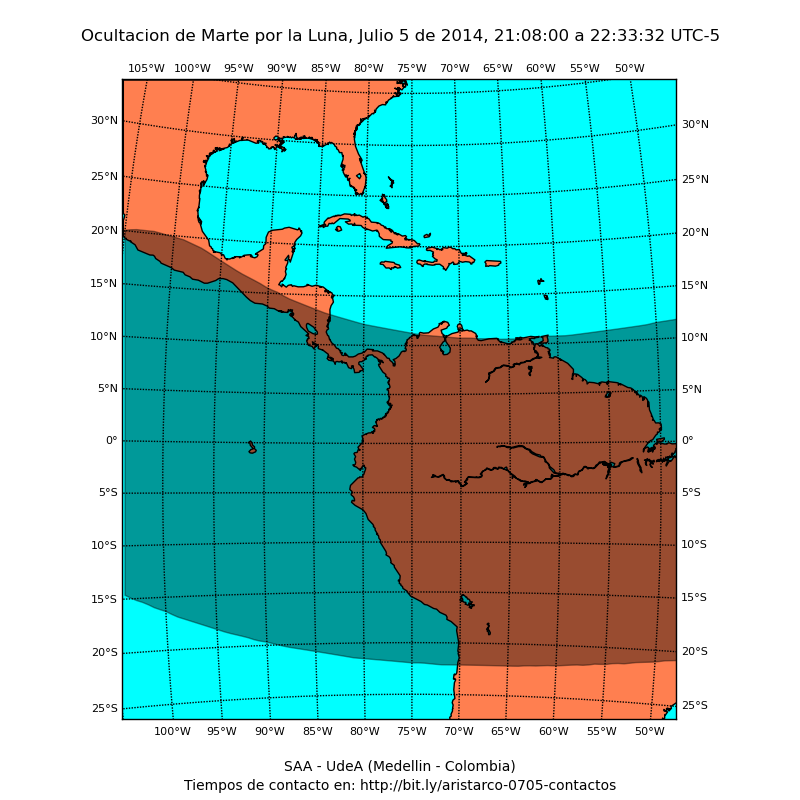 Ocultacion de Marte por la Luna, Julio 5 de 2014, 21:08:00 a 22:33:32 UTC-5
105°W 100°W 95°W 90°W 85°W 80°W 75°W 70°W 65°W 60°W 55°W 50°W
30°N 30°N
25°N 25°N
20°N 20°N
15°N 15°N
10°N 10°N
5°N 5°N
0° 0°
5°S 5°S
10°S 10°S
15°S 15°S
20°S 20°S
25°S 25°S
100°W 95°W 90°W 85°W 80°W 75°W 70°W 65°W 60°W 55°W 50°W
SAA - UdeA (Medellin - Colombia)
Tiempos de contacto en: http://bit.ly/aristarco-0705-contactos